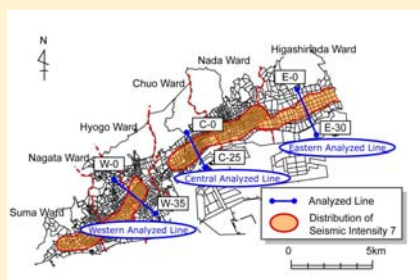 N
Higashinada Ward
Nada Ward
E-0
Chuo Ward
C-0
Hyogo Ward
E-30
Nagata Ward
Eastern Analyzed Line
W-0
C-25
Central Analyzed Line
Suma Ward
W-35
Western Analyzed Line
Analyzed Line
Distribution of
Seismic Intensity 7
0
5km